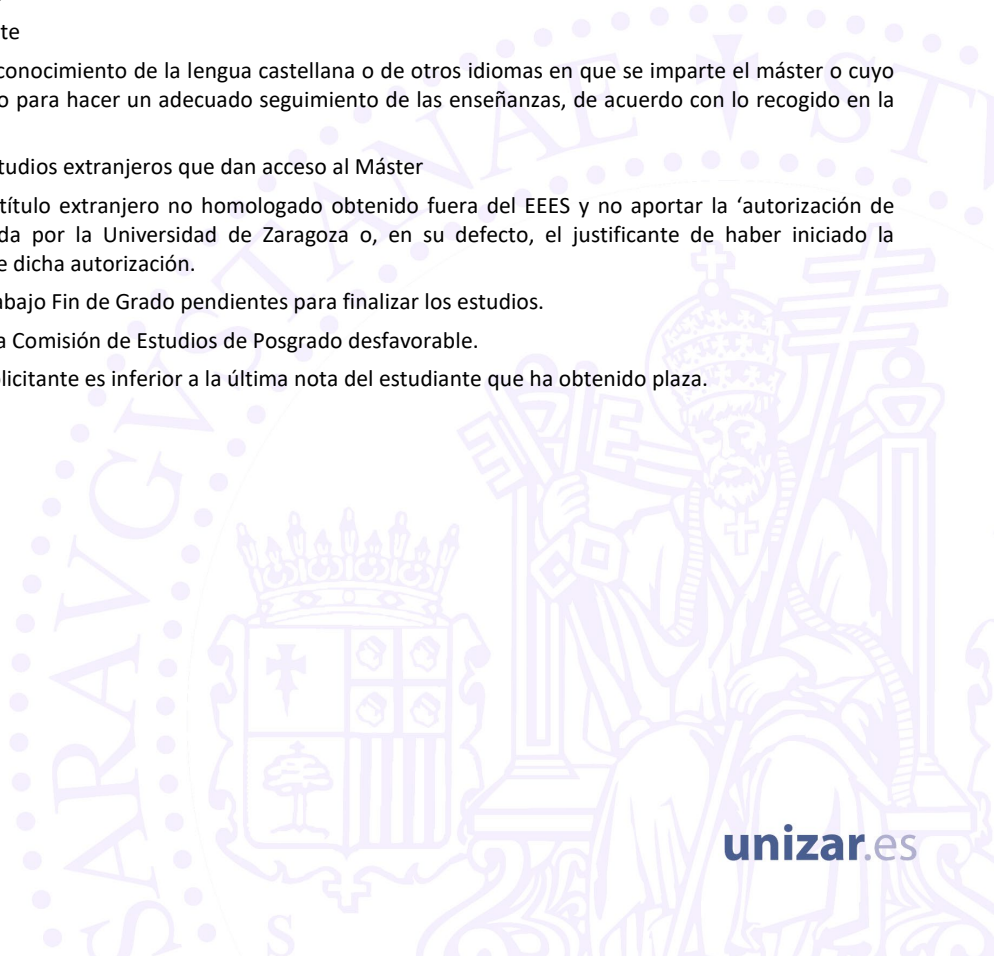 te
conocimiento de la lengua castellana o de otros idiomas en que se imparte el máster o cuyo
o para hacer un adecuado seguimiento de las enseñanzas, de acuerdo con lo recogido en la
tudios extranjeros que dan acceso al Máster
título extranjero no homologado obtenido fuera del EEES y no aportar la ‘autorización de
da por la Universidad de Zaragoza o, en su defecto, el justificante de haber iniciado la
e dicha autorización.
abajo Fin de Grado pendientes para finalizar los estudios.
a Comisión de Estudios de Posgrado desfavorable.
olicitante es inferior a la última nota del estudiante que ha obtenido plaza.
SARAVGVSTANAE STV
S
unizar.es